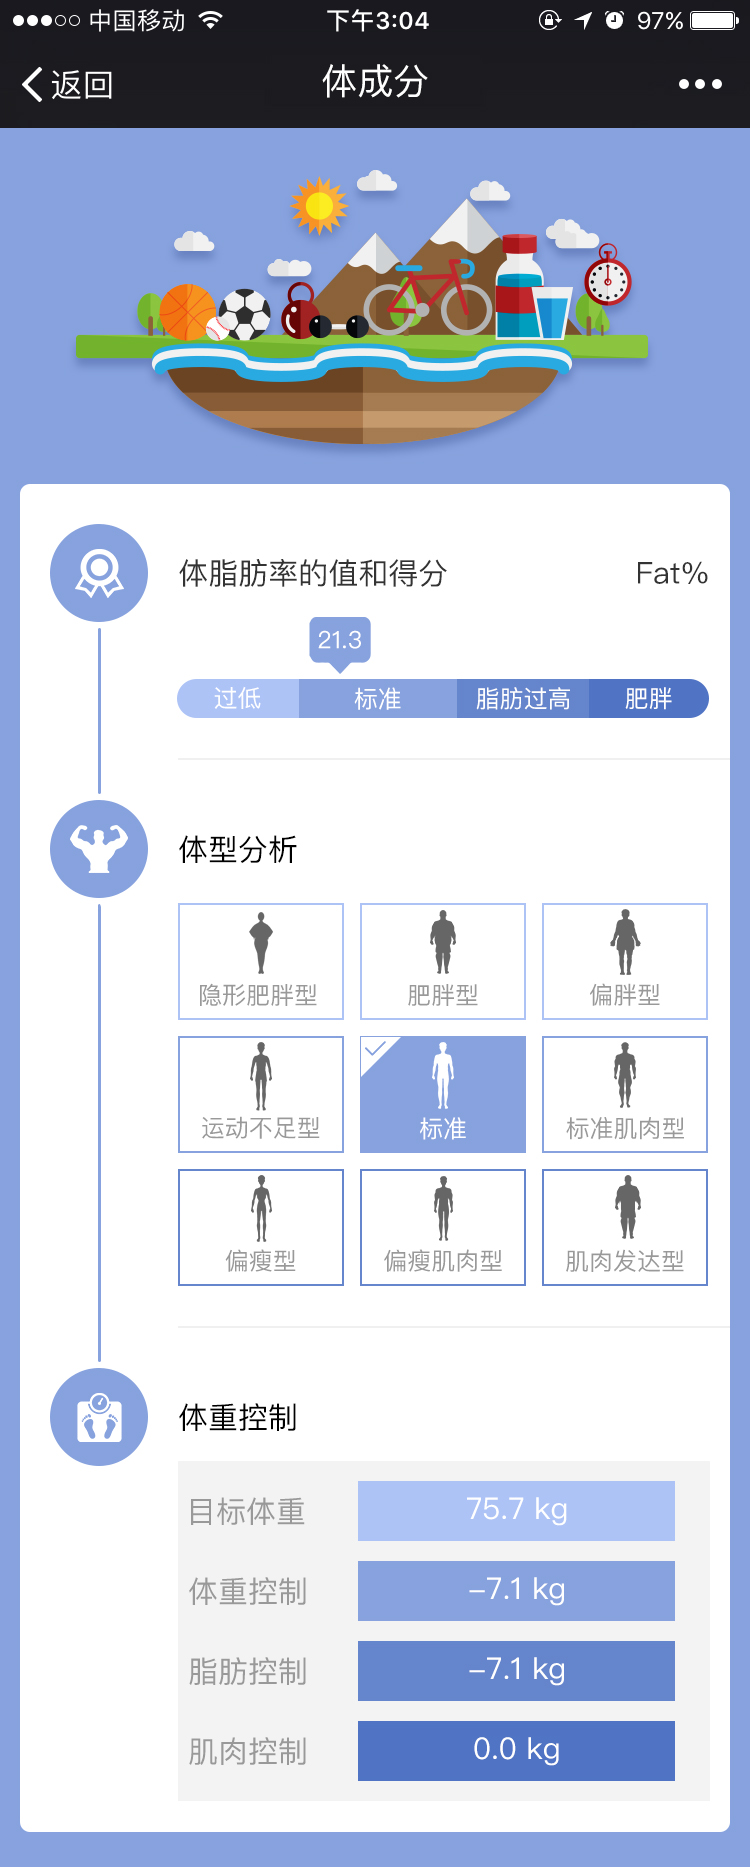 中国移动 下午3:04 97%
返回 体成分
体脂肪率的值和得分 Fat%
21.3
过低 标准 脂肪过高 肥胖
体型分析
隐形肥胖型 肥胖型 偏胖型
运动不足型 标准 标准肌肉型
偏瘦型 偏瘦肌肉型 肌肉发达型
体重控制
目标体重 75.7 kg
体重控制 -7.1 kg
脂肪控制 -7.1 kg
肌肉控制 0.0 kg